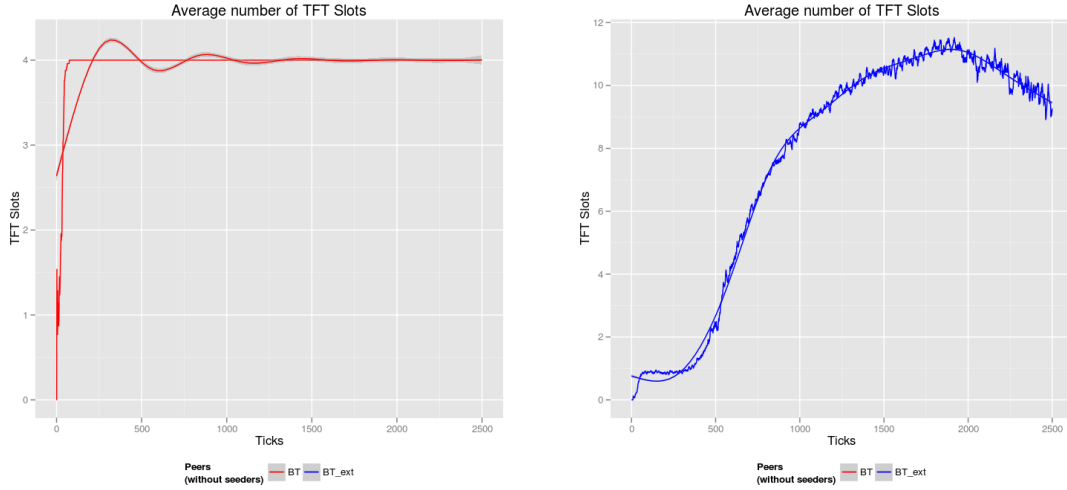 Average number of TFT Slots
4
3
2
1
0
TFT Slots
0 500 1000 1500 2000 2500
Ticks
Peers
(without seeders)
BT BT_ext
Average number of TFT Slots
12
10
8
6
4
2
0
TFT Slots
0 500 1000 1500 2000 2500
Ticks
Peers
(without seeders)
BT BT_ext